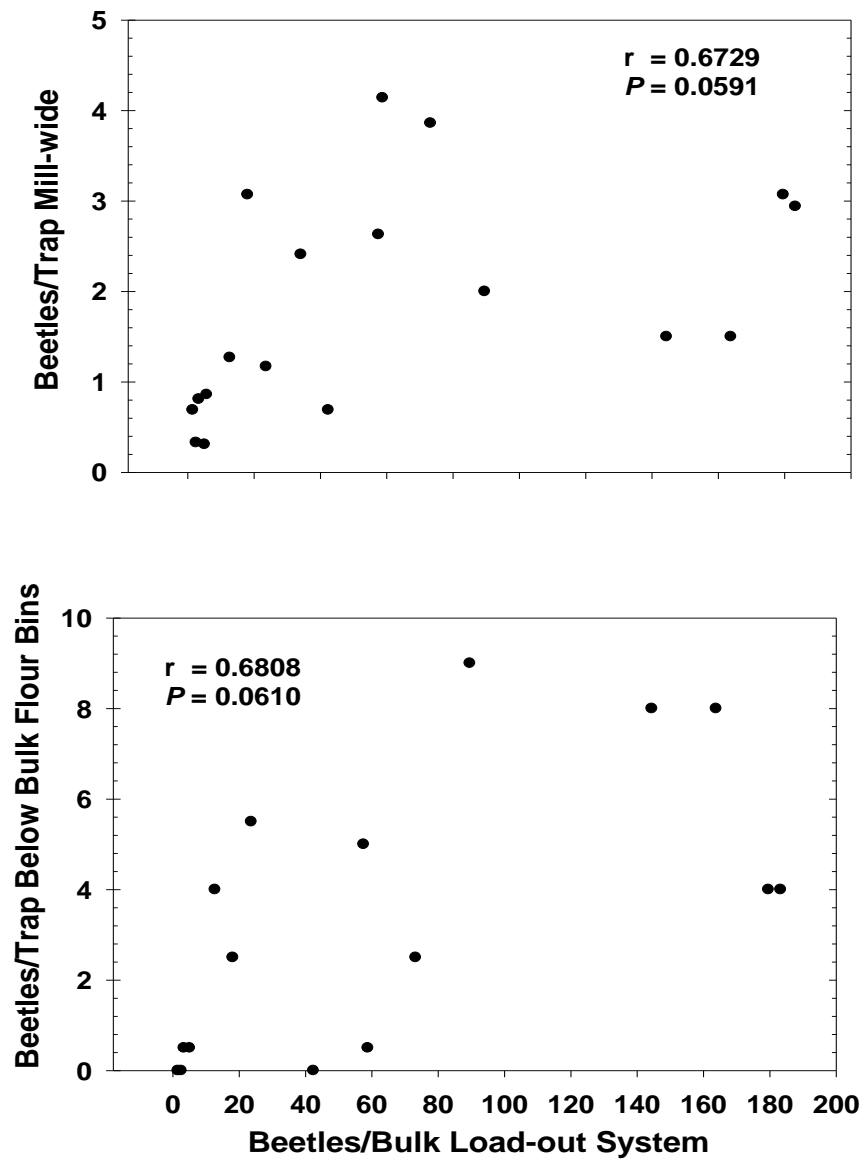 5
4
3
2
1
0
Beetles/Trap Mill-wide
r = 0.6729
P = 0.0591
10
8
6
4
2
0
Beetles/Trap Below Bulk Flour Bins
r = 0.6808
P = 0.0610
0 20 40 60 80 100 120 140 160 180 200
Beetles/Bulk Load-out System